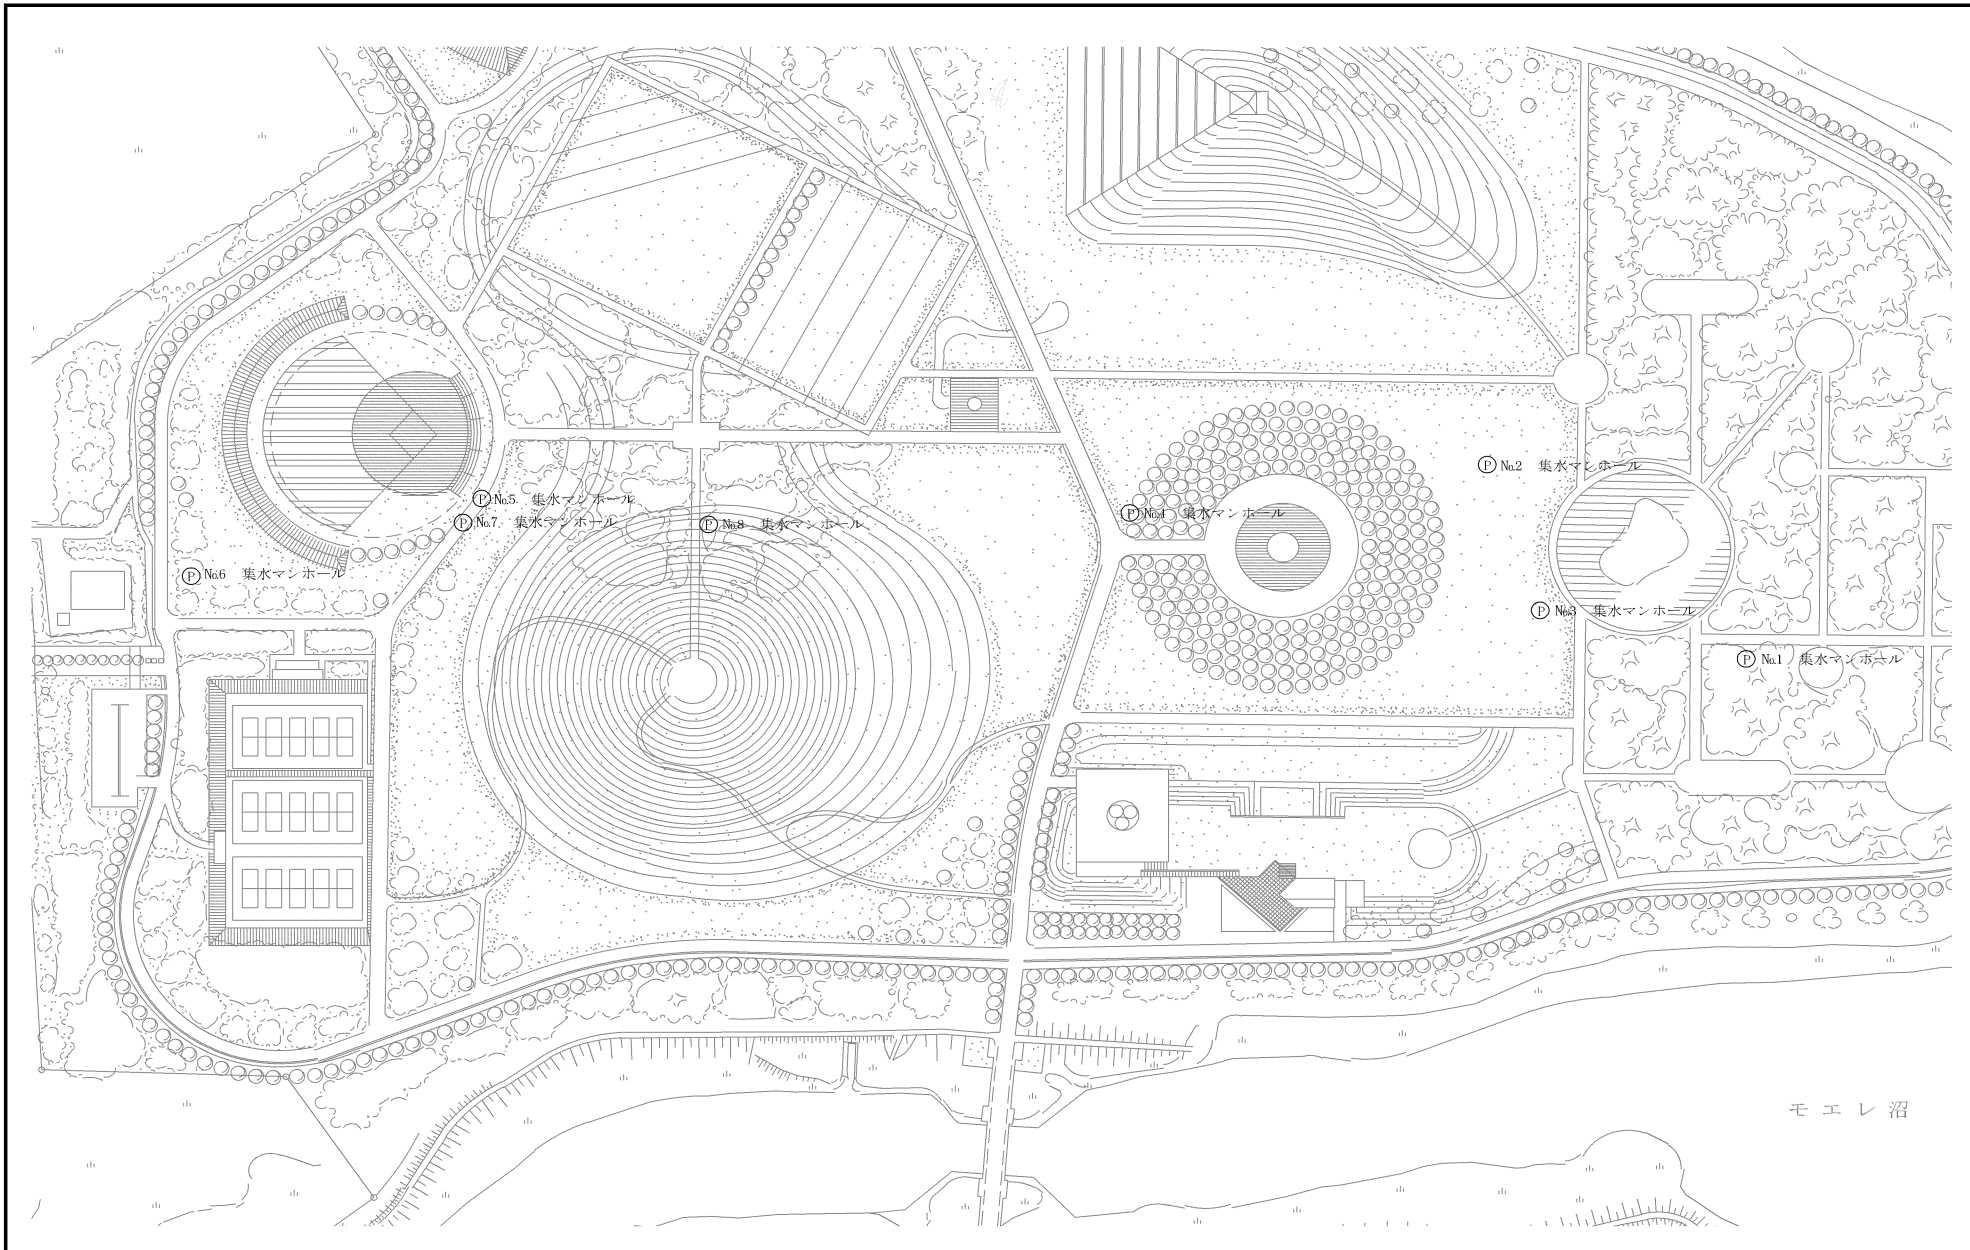 Ⓟ No.2 集水マンホール
Ⓟ No.5 集水マンホール
Ⓟ No.4 集水マンホール
Ⓟ No.7 集水マンホール
Ⓟ No.8 集水マンホール
Ⓟ No.6 集水マンホール
Ⓟ No.3 集水マンホール
Ⓟ No.1 集水マンホール
モエレ沼